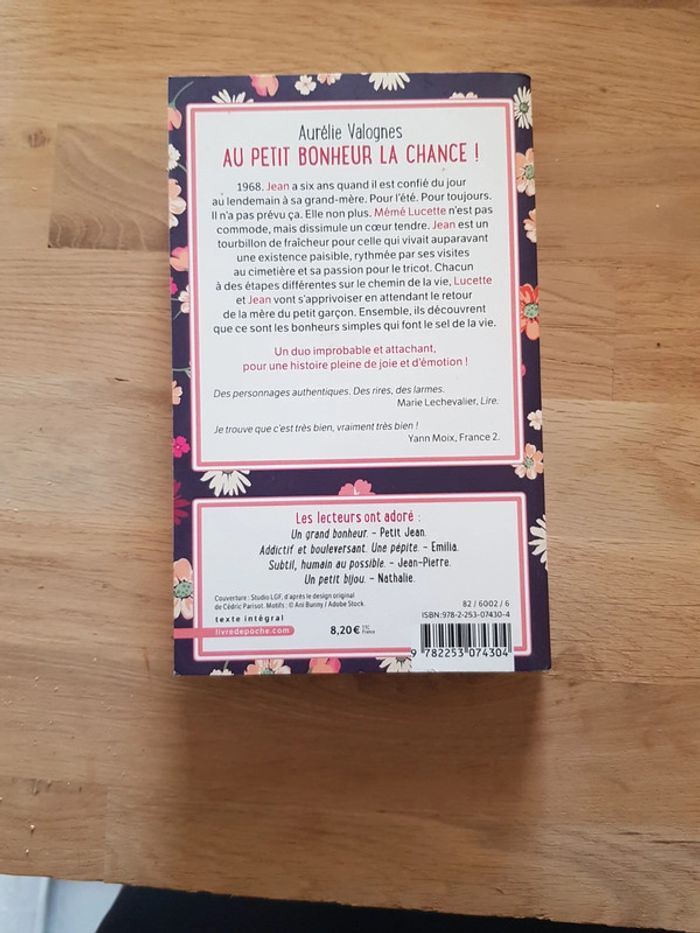 Aurélie Valognes
AU PETIT BONHEUR LA CHANCE !
1968. Jean a six ans quand il est confié du jour
au lendemain à sa grand-mère. Pour l'été. Pour toujours.
Il n'a pas prévu ça. Elle non plus. Mémé Lucette n'est pas
commode, mais dissimule un cœur tendre. Jean est un
tourbillon de fraîcheur pour celle qui vivait auparavant
une existence paisible, rythmée par ses visites
au cimetière et sa passion pour le tricot. Chacun
à des étapes différentes sur le chemin de la vie, Lucette
et Jean vont s'apprivoiser en attendant le retour
de la mère du petit garçon. Ensemble, ils découvrent
que ce sont les bonheurs simples qui font le sel de la vie.
Un duo improbable et attachant,
pour une histoire pleine de joie et d'émotion !
Des personnages authentiques. Des rires, des larmes.
Marie Lechevalier, Lire.
Je trouve que c'est très bien, vraiment très bien !
Yann Moix, France 2.
Les lecteurs ont adoré :
Un grand bonheur. – Petit Jean.
Addictif et bouleversant. Une pépite. – Emilia.
Subtil, humain au possible. – Jean-Pierre.
Un petit bijou. – Nathalie.
Couverture : Studio LGF, d'après le design original
de Cédric Parisot. Motifs : © Ani Bunny / Adobe Stock.
texte intégral
livredepoche.com
8,20 € TTC France
82 / 6002 / 6
ISBN: 978-2-253-07430-4
9 782253 074304